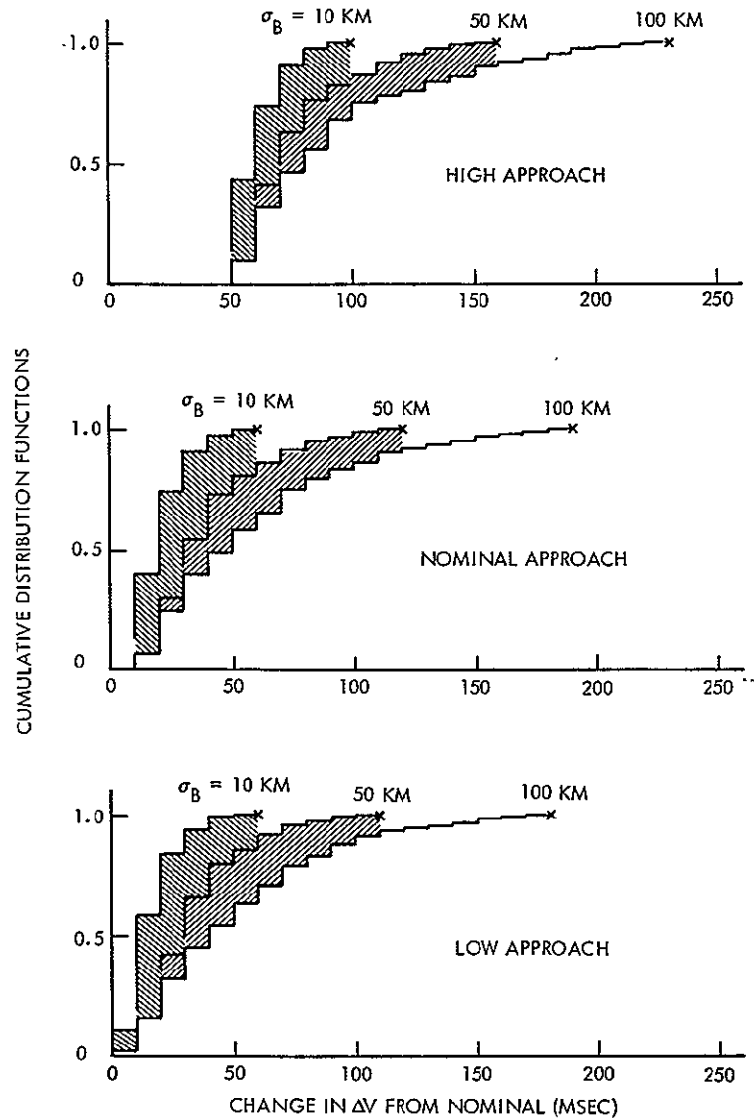 σB = 10 KM
50 KM
100 KM
1.0
0.5
0
HIGH APPROACH
0 50 100 150 200 250
CUMULATIVE DISTRIBUTION FUNCTIONS
σB = 10 KM
50 KM
100 KM
1.0
0.5
0
NOMINAL APPROACH
0 50 100 150 200 250
σB = 10 KM
50 KM
100 KM
1.0
0.5
0
LOW APPROACH
0 50 100 150 200 250
CHANGE IN ΔV FROM NOMINAL (MSEC)